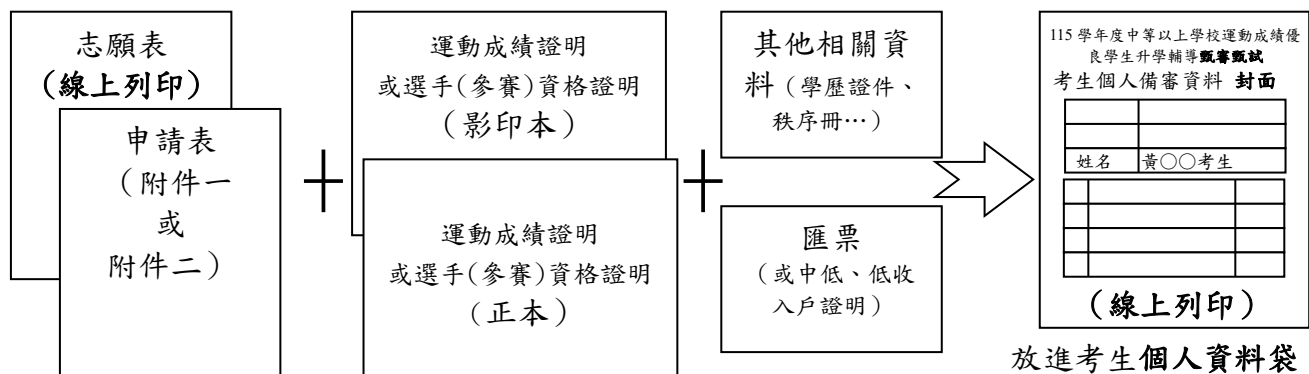 志願表
(線上列印)
申請表
(附件一
或
附件二)
+
運動成績證明
或選手(參賽)資格證明
(影印本)
運動成績證明
或選手(參賽)資格證明
(正本)
+
其他相關資
料(學歷證件、
秩序冊…)
匯票
(或中低、低收
入戶證明)
115 學年度中等以上學校運動成績優
良學生升學輔導甄審甄試
考生個人備審資料 封面
姓名 黃○○考生
(線上列印)
放進考生個人資料袋